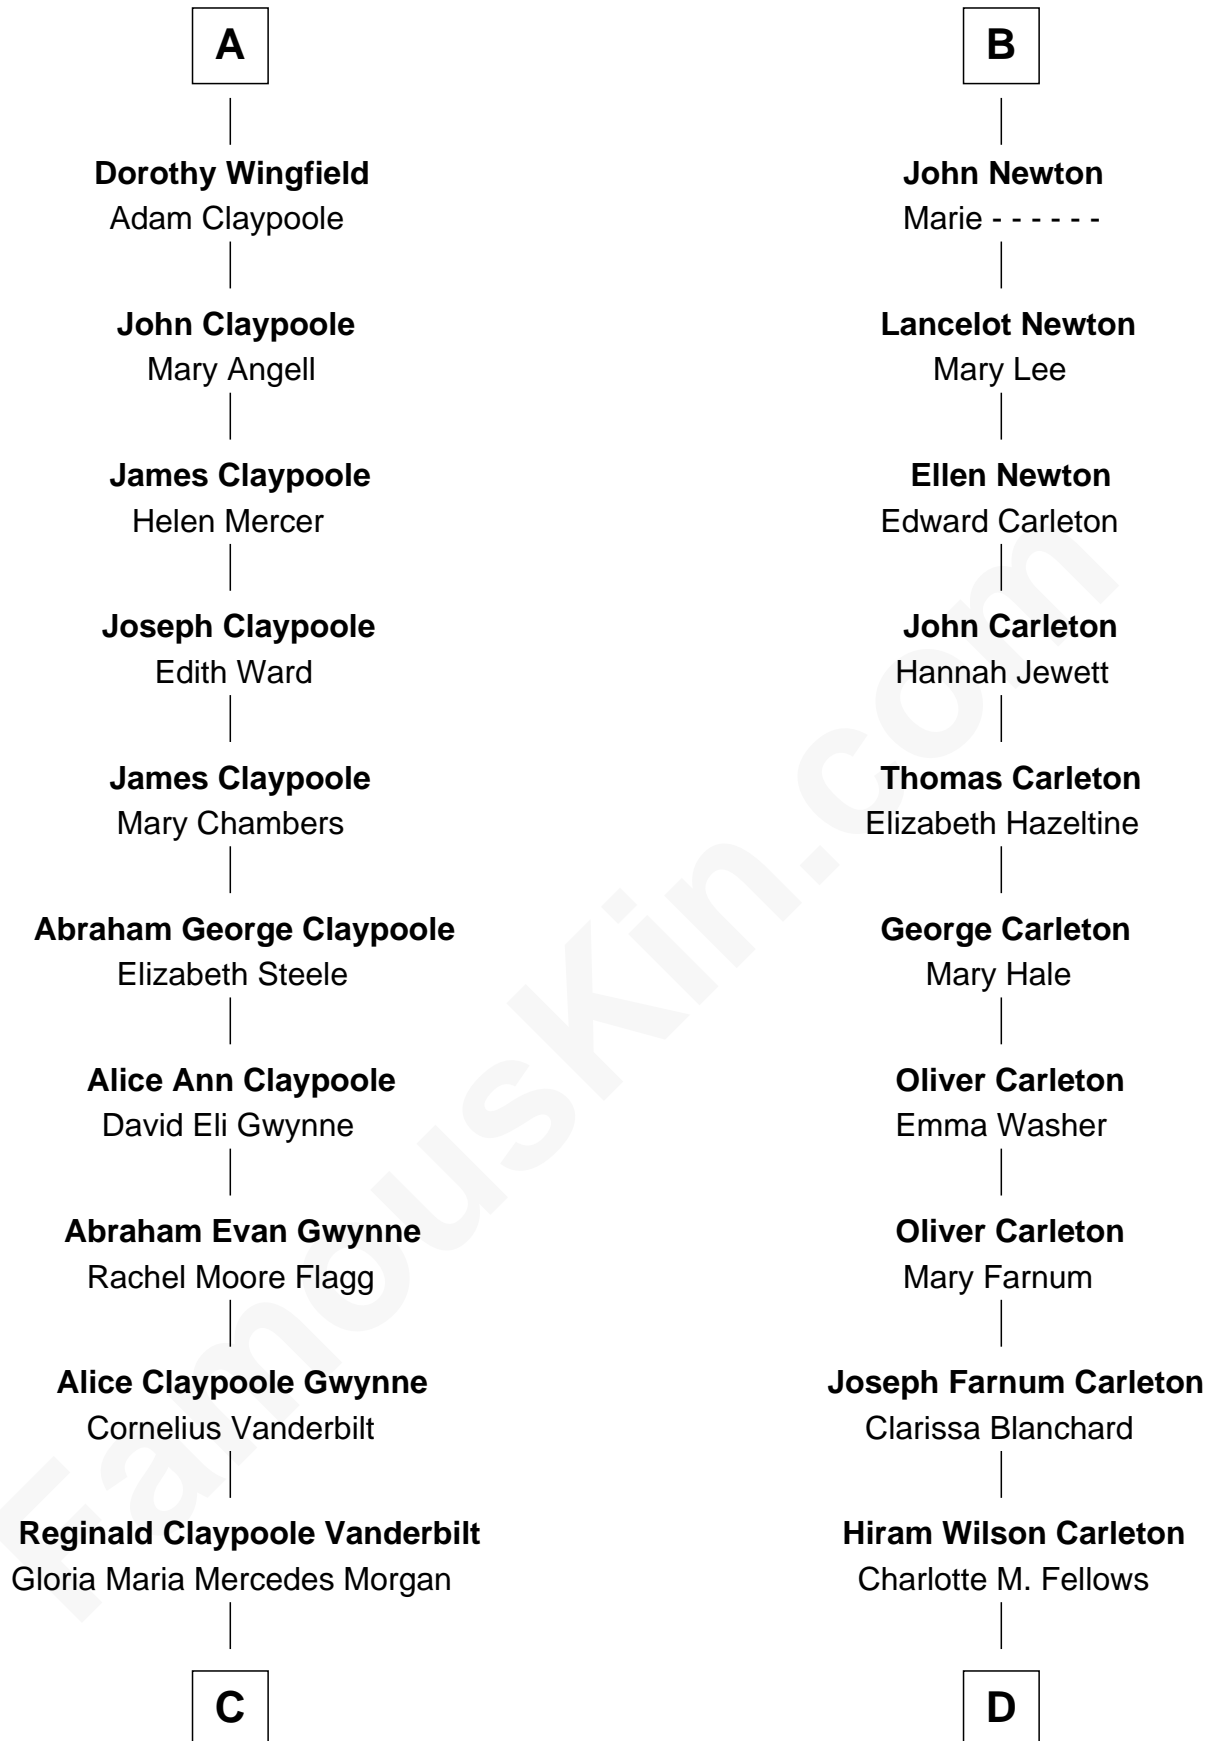 A
Dorothy Wingfield
Adam Claypoole
John Claypoole
Mary Angell
James Claypoole
Helen Mercer
Joseph Claypoole
Edith Ward
James Claypoole
Mary Chambers
Abraham George Claypoole
Elizabeth Steele
Alice Ann Claypoole
David Eli Gwynne
Abraham Evan Gwynne
Rachel Moore Flagg
Alice Claypoole Gwynne
Cornelius Vanderbilt
Reginald Claypoole Vanderbilt
Gloria Maria Mercedes Morgan
C
B
John Newton
Marie - - - - - -
Lancelot Newton
Mary Lee
Ellen Newton
Edward Carleton
John Carleton
Hannah Jewett
Thomas Carleton
Elizabeth Hazeltine
George Carleton
Mary Hale
Oliver Carleton
Emma Washer
Oliver Carleton
Mary Farnum
Joseph Farnum Carleton
Clarissa Blanchard
Hiram Wilson Carleton
Charlotte M. Fellows
D
FamousKin.com